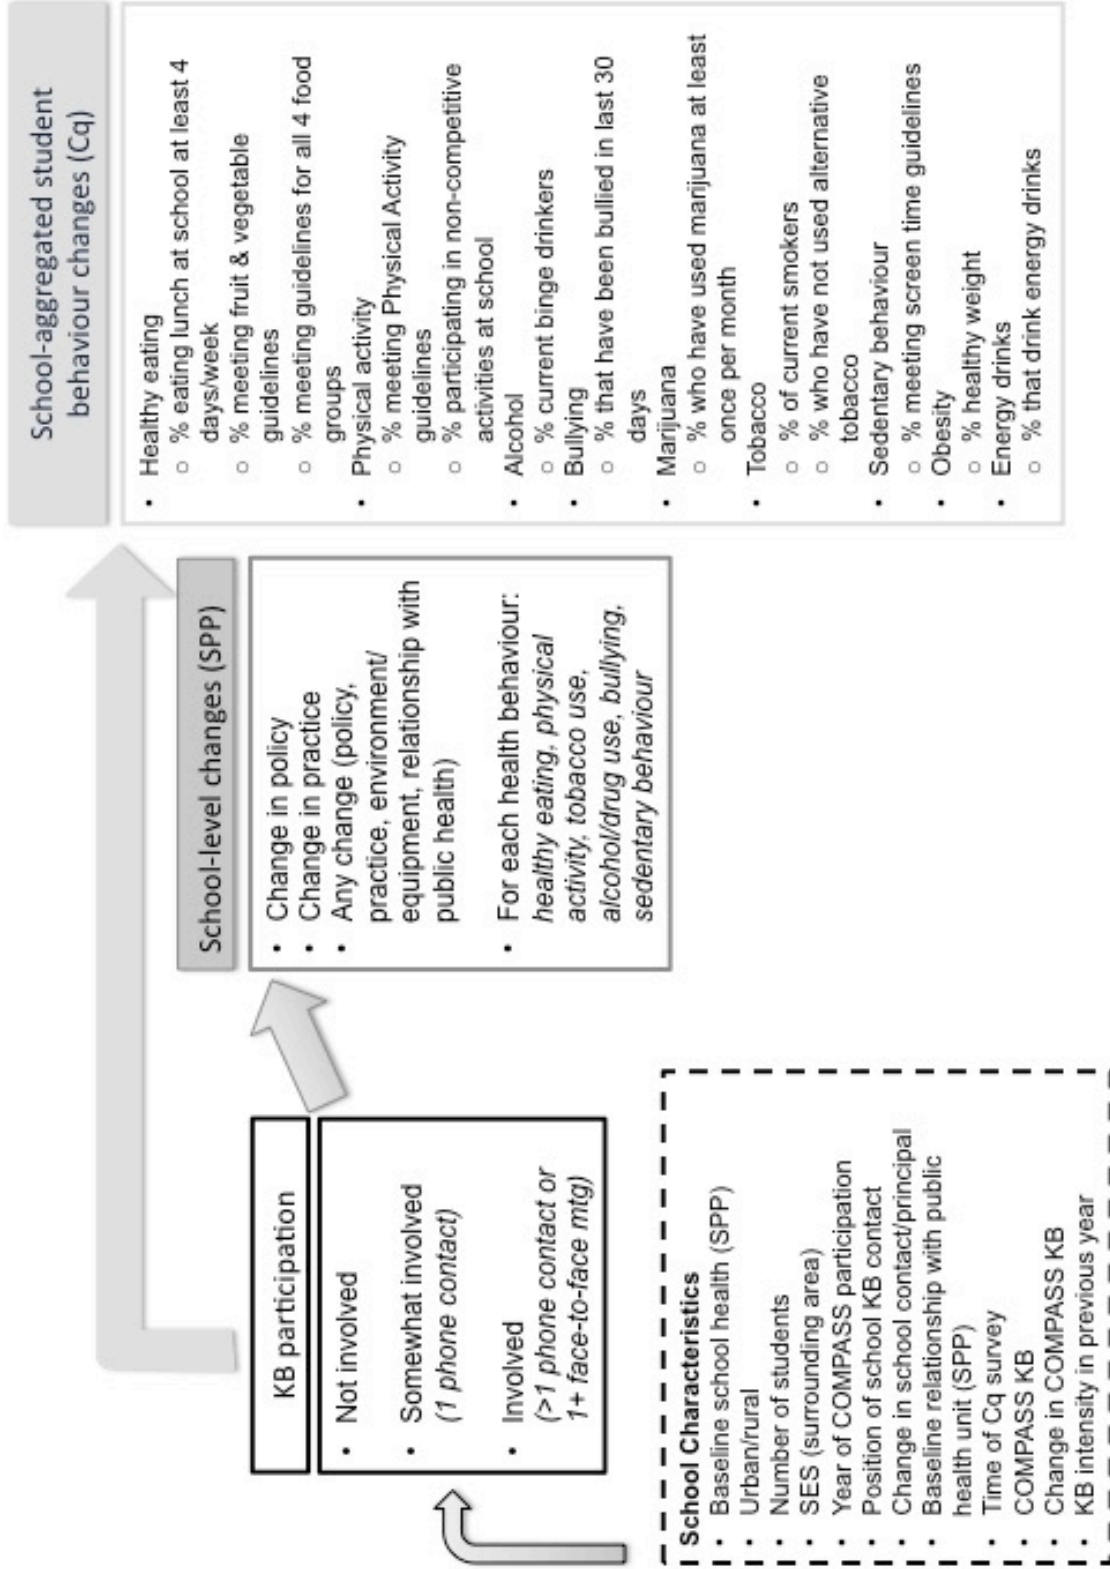 KB participation
• Not involved
• Somewhat involved
(1 phone contact)
• Involved
(>1 phone contact or
1+ face-to-face mtg)
School Characteristics
• Baseline school health (SPP)
• Urban/rural
• Number of students
• SES (surrounding area)
• Year of COMPASS participation
• Position of school KB contact
• Change in school contact/principal
• Baseline relationship with public
health unit (SPP)
• Time of Cq survey
• COMPASS KB
• Change in COMPASS KB
• KB intensity in previous year
School-level changes (SPP)
• Change in policy
• Change in practice
• Any change (policy,
practice, environment/
equipment, relationship with
public health)
• For each health behaviour:
healthy eating, physical
activity, tobacco use,
alcohol/drug use, bullying,
sedentary behaviour
School-aggregated student
behaviour changes (Cq)
• Healthy eating
○ % eating lunch at school at least 4
days/week
○ % meeting fruit & vegetable
guidelines
○ % meeting guidelines for all 4 food
groups
• Physical activity
○ % meeting Physical Activity
guidelines
○ % participating in non-competitive
activities at school
• Alcohol
○ % current binge drinkers
• Bullying
○ % that have been bullied in last 30
days
• Marijuana
○ % who have used marijuana at least
once per month
• Tobacco
○ % of current smokers
○ % who have not used alternative
tobacco
• Sedentary behaviour
○ % meeting screen time guidelines
• Obesity
○ % healthy weight
• Energy drinks
○ % that drink energy drinks